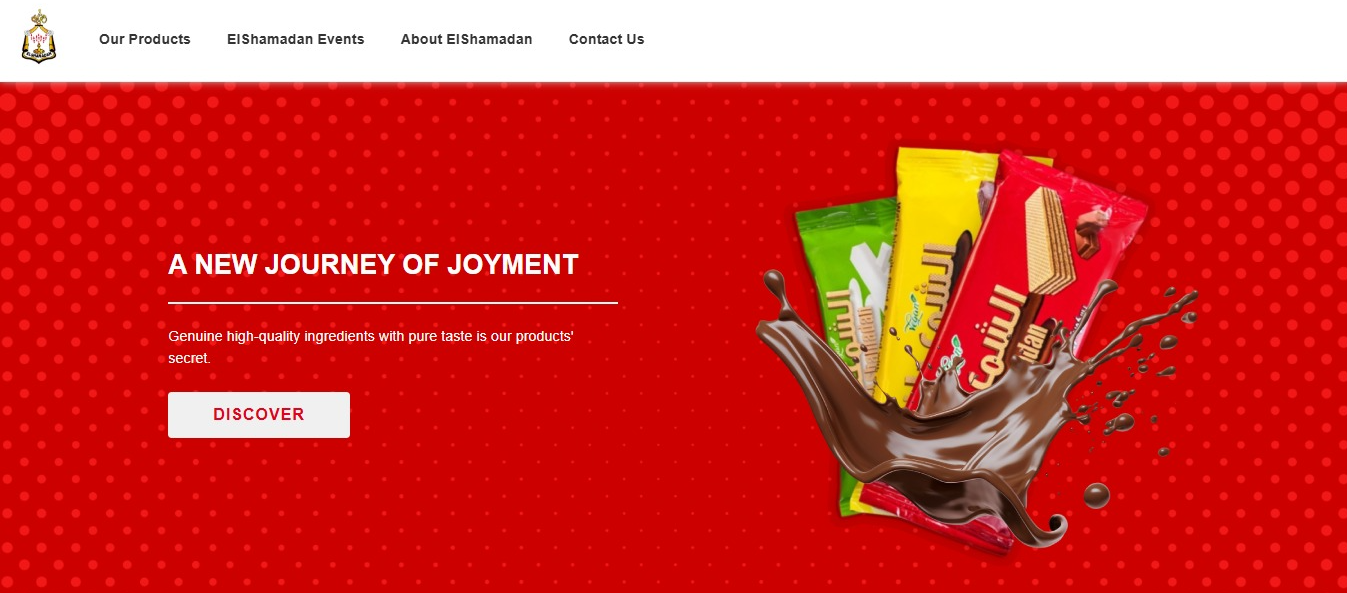 Our Products
ElShamadan Events
About ElShamadan
Contact Us
A NEW JOURNEY OF JOYMENT
Genuine high-quality ingredients with pure taste is our products'
secret.
DISCOVER
Vegan